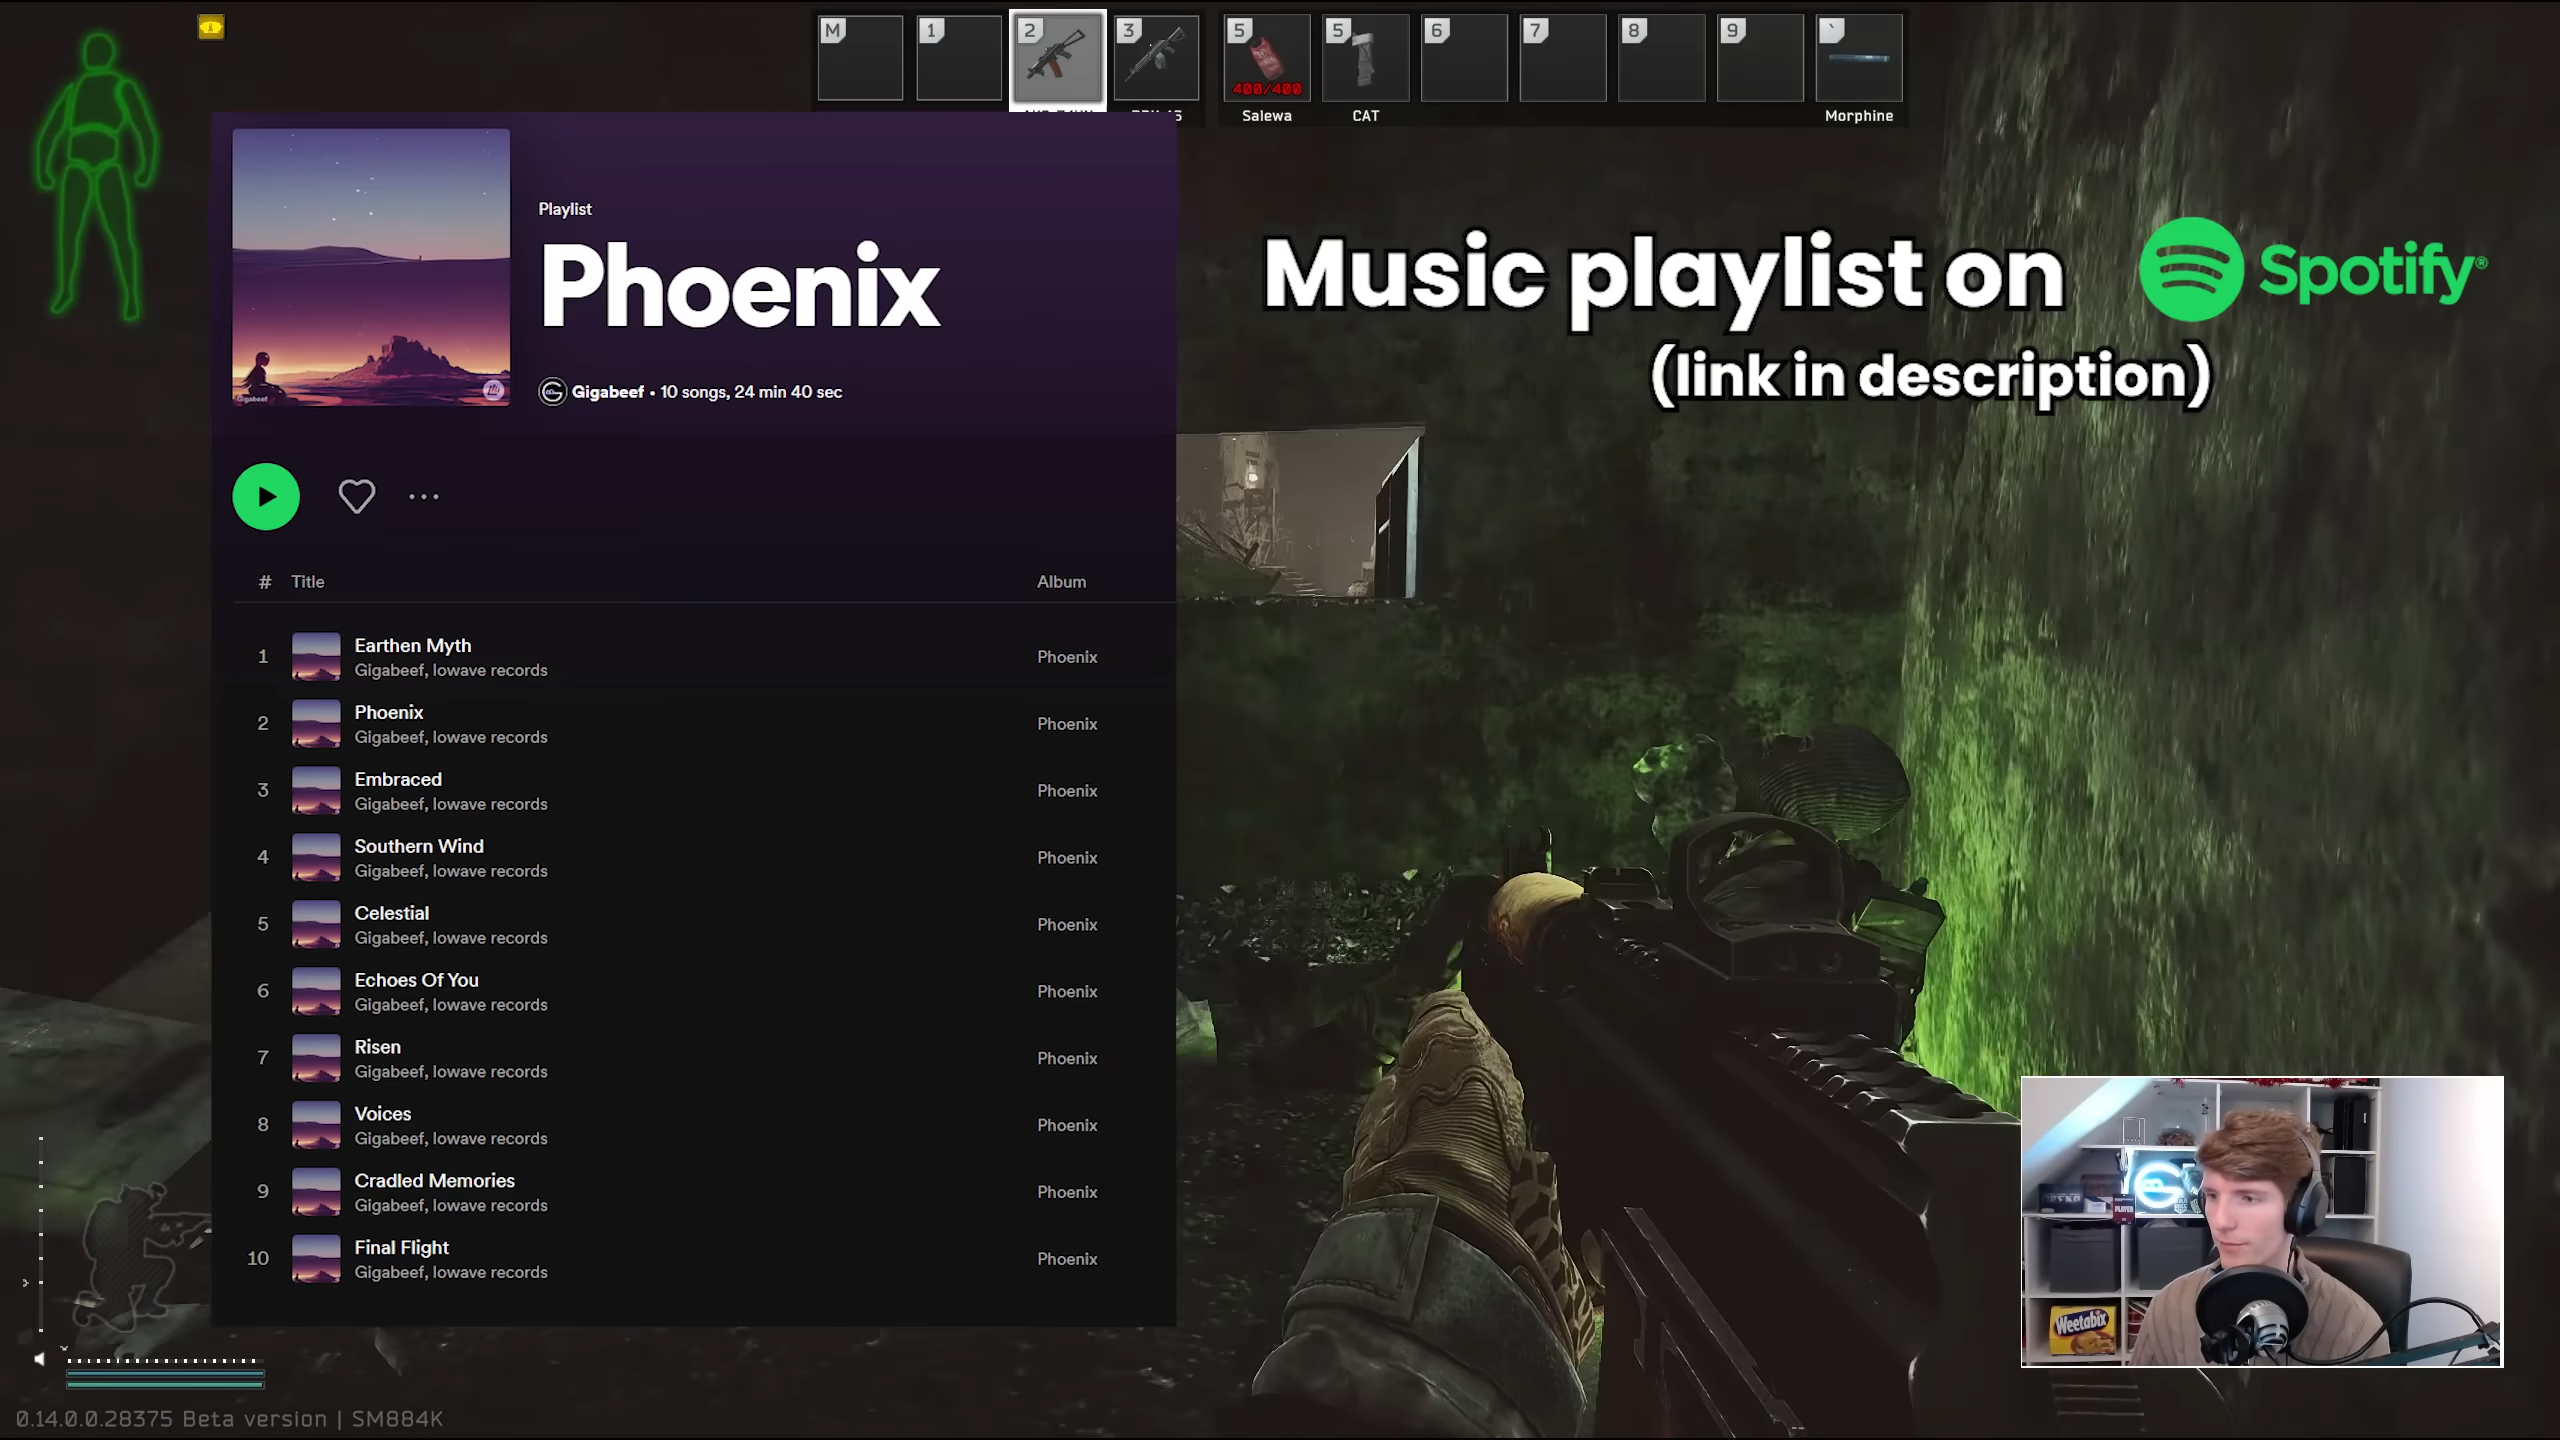 M
1
2
3
5
5
6
7
8
9
`
400/400
Salewa
CAT
Morphine
Playlist
Phoenix
Gigabeef • 10 songs, 24 min 40 sec
Gigabeef
Music playlist on Spotify®
(link in description)
# Title Album
1 Earthen Myth Phoenix
Gigabeef, lowave records
2 Phoenix Phoenix
Gigabeef, lowave records
3 Embraced Phoenix
Gigabeef, lowave records
4 Southern Wind Phoenix
Gigabeef, lowave records
5 Celestial Phoenix
Gigabeef, lowave records
6 Echoes Of You Phoenix
Gigabeef, lowave records
7 Risen Phoenix
Gigabeef, lowave records
8 Voices Phoenix
Gigabeef, lowave records
9 Cradled Memories Phoenix
Gigabeef, lowave records
10 Final Flight Phoenix
Gigabeef, lowave records
PLAYER
Weetabix
0.14.0.0.28375 Beta version | SM884K